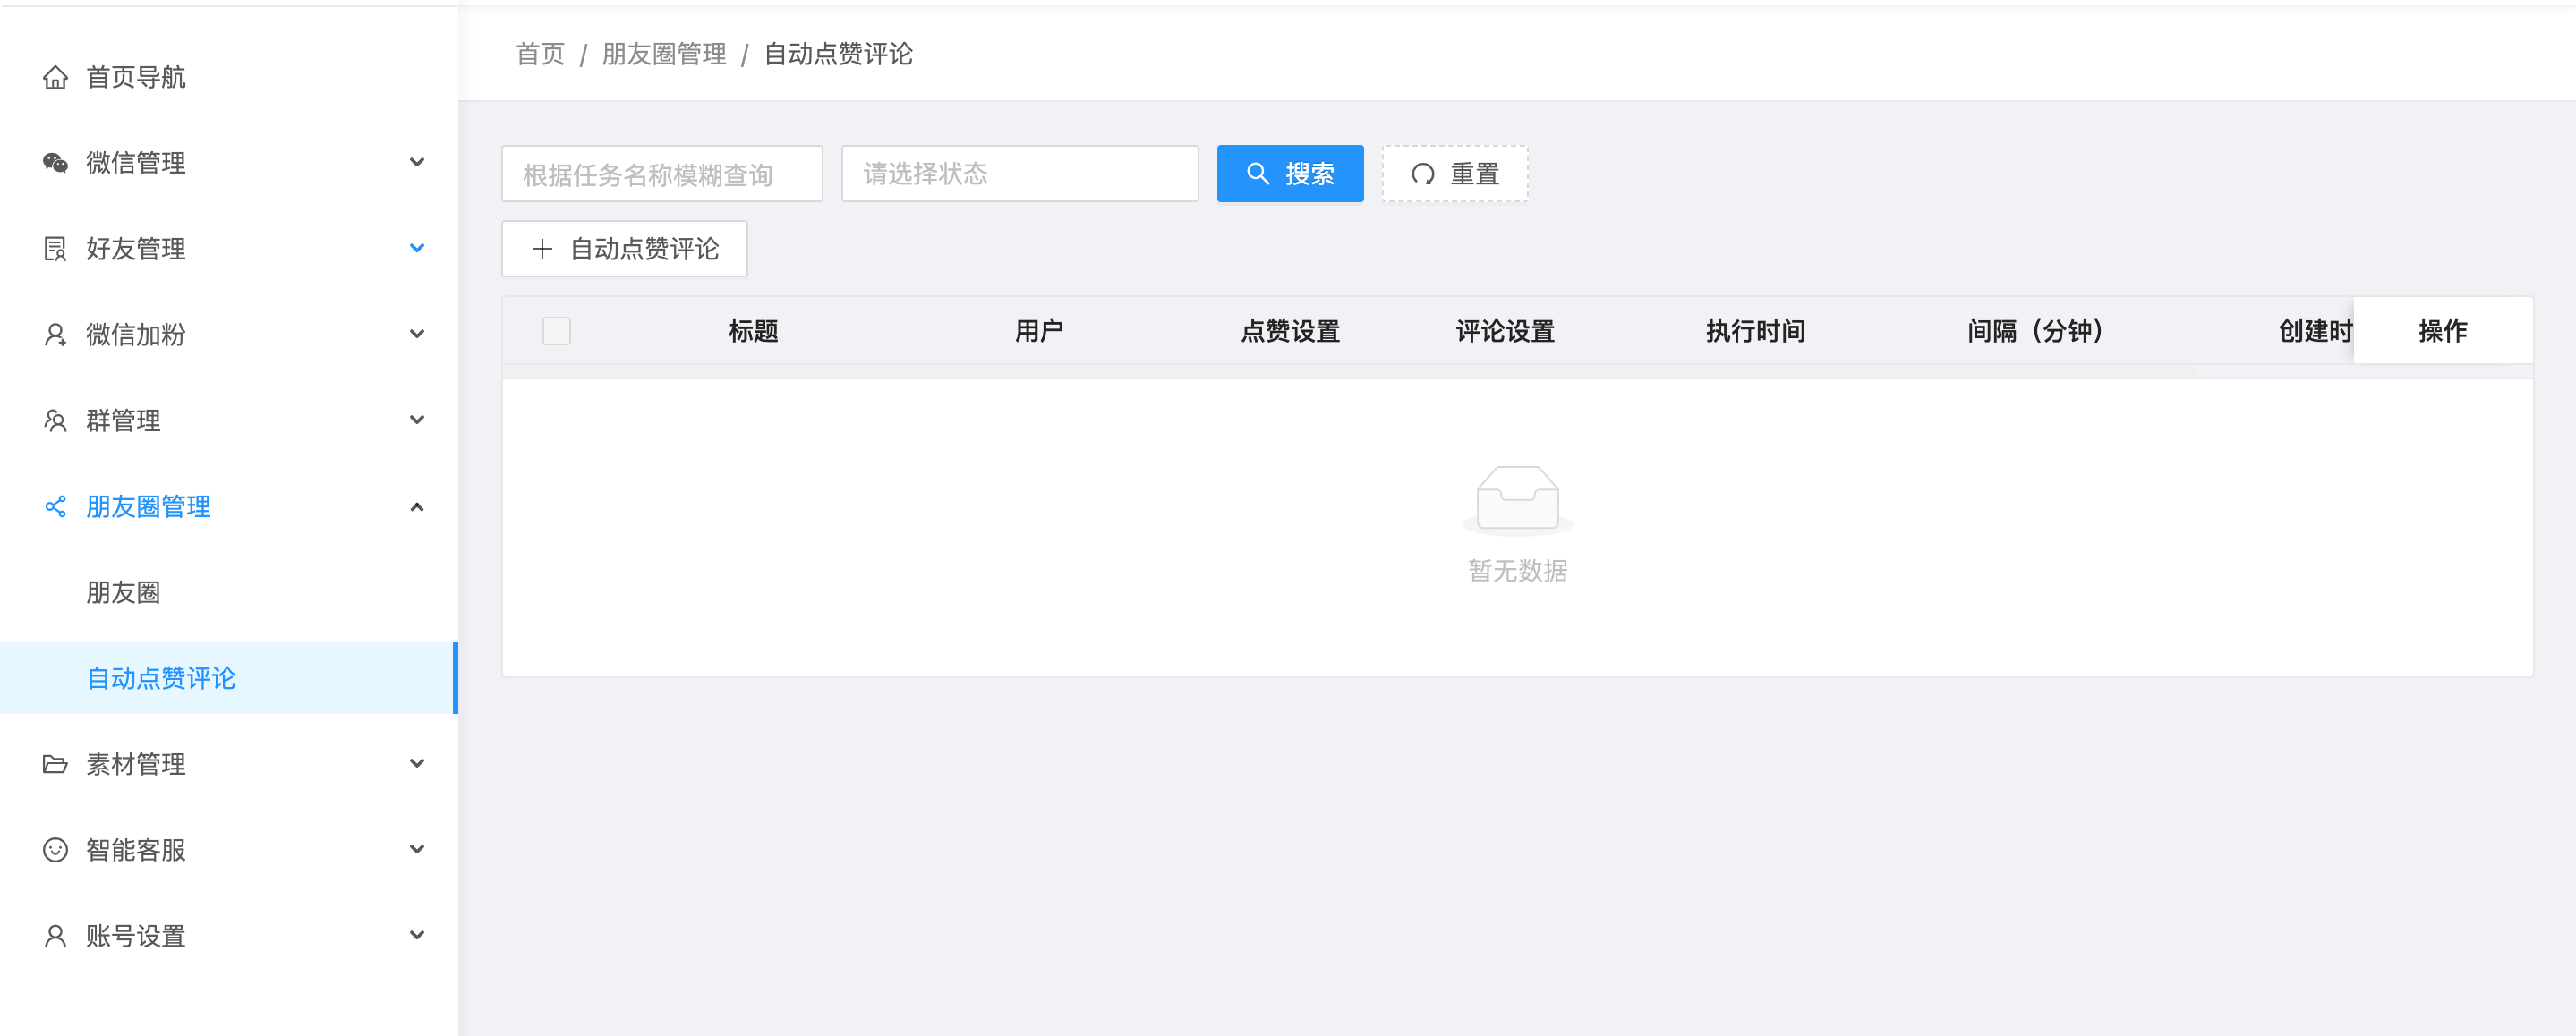 首页导航
微信管理
好友管理
微信加粉
群管理
朋友圈管理
朋友圈
自动点赞评论
素材管理
智能客服
账号设置
首页 / 朋友圈管理 / 自动点赞评论
根据任务名称模糊查询 请选择状态 搜索 重置
自动点赞评论
标题 用户 点赞设置 评论设置 执行时间 间隔（分钟） 创建时 操作
暂无数据